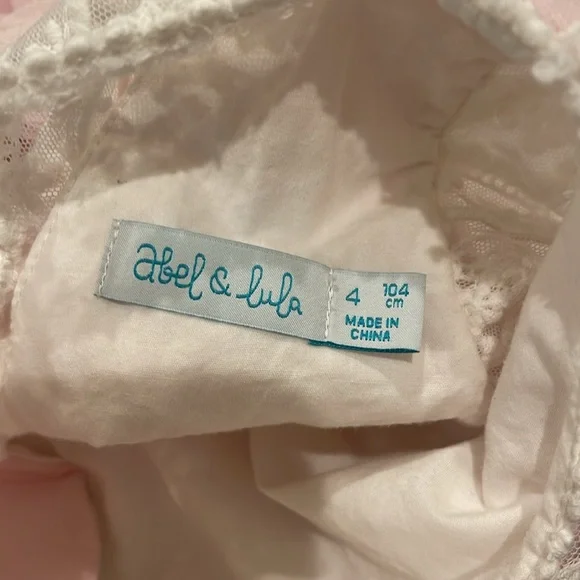 abel & lula
4 104
cm
MADE IN
CHINA